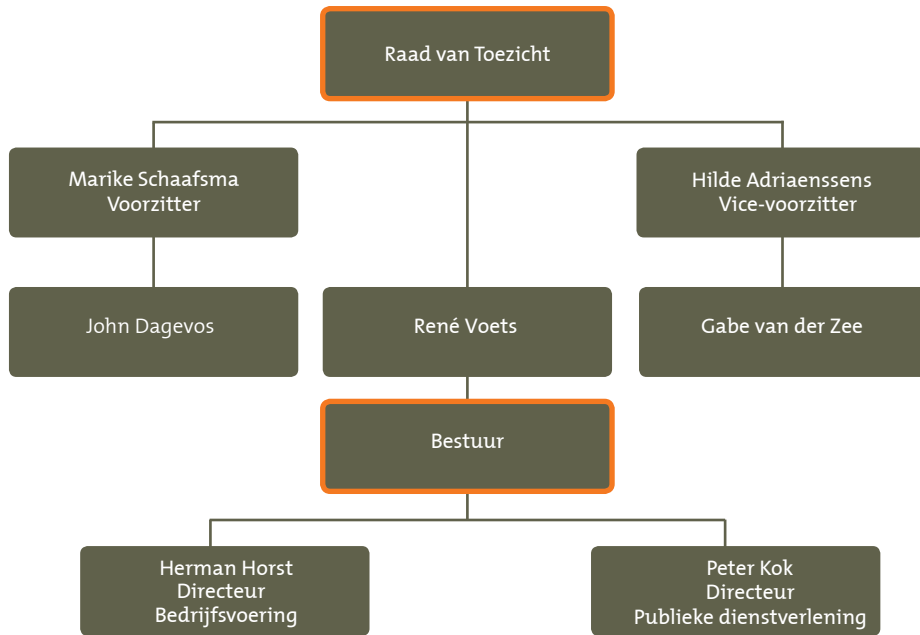 Raad van Toezicht
Marike Schaafsma
Voorzitter
Hilde Adriaenssens
Vice-voorzitter
John Dagevos
René Voets
Gabe van der Zee
Bestuur
Herman Horst
Directeur
Bedrijfsvoering
Peter Kok
Directeur
Publieke dienstverlening